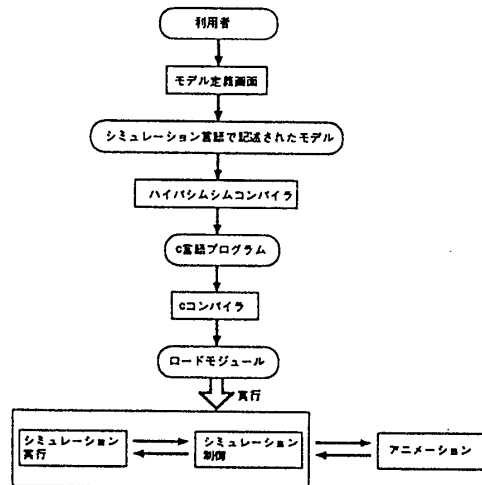 利用者
モデル定義画面
シミュレーション言語で記述されたモデル
ハイパシムシムコンパイラ
C言語プログラム
Cコンパイラ
ロードモジュール
実行
シミュレーション
実行
シミュレーション
制御
アニメーション